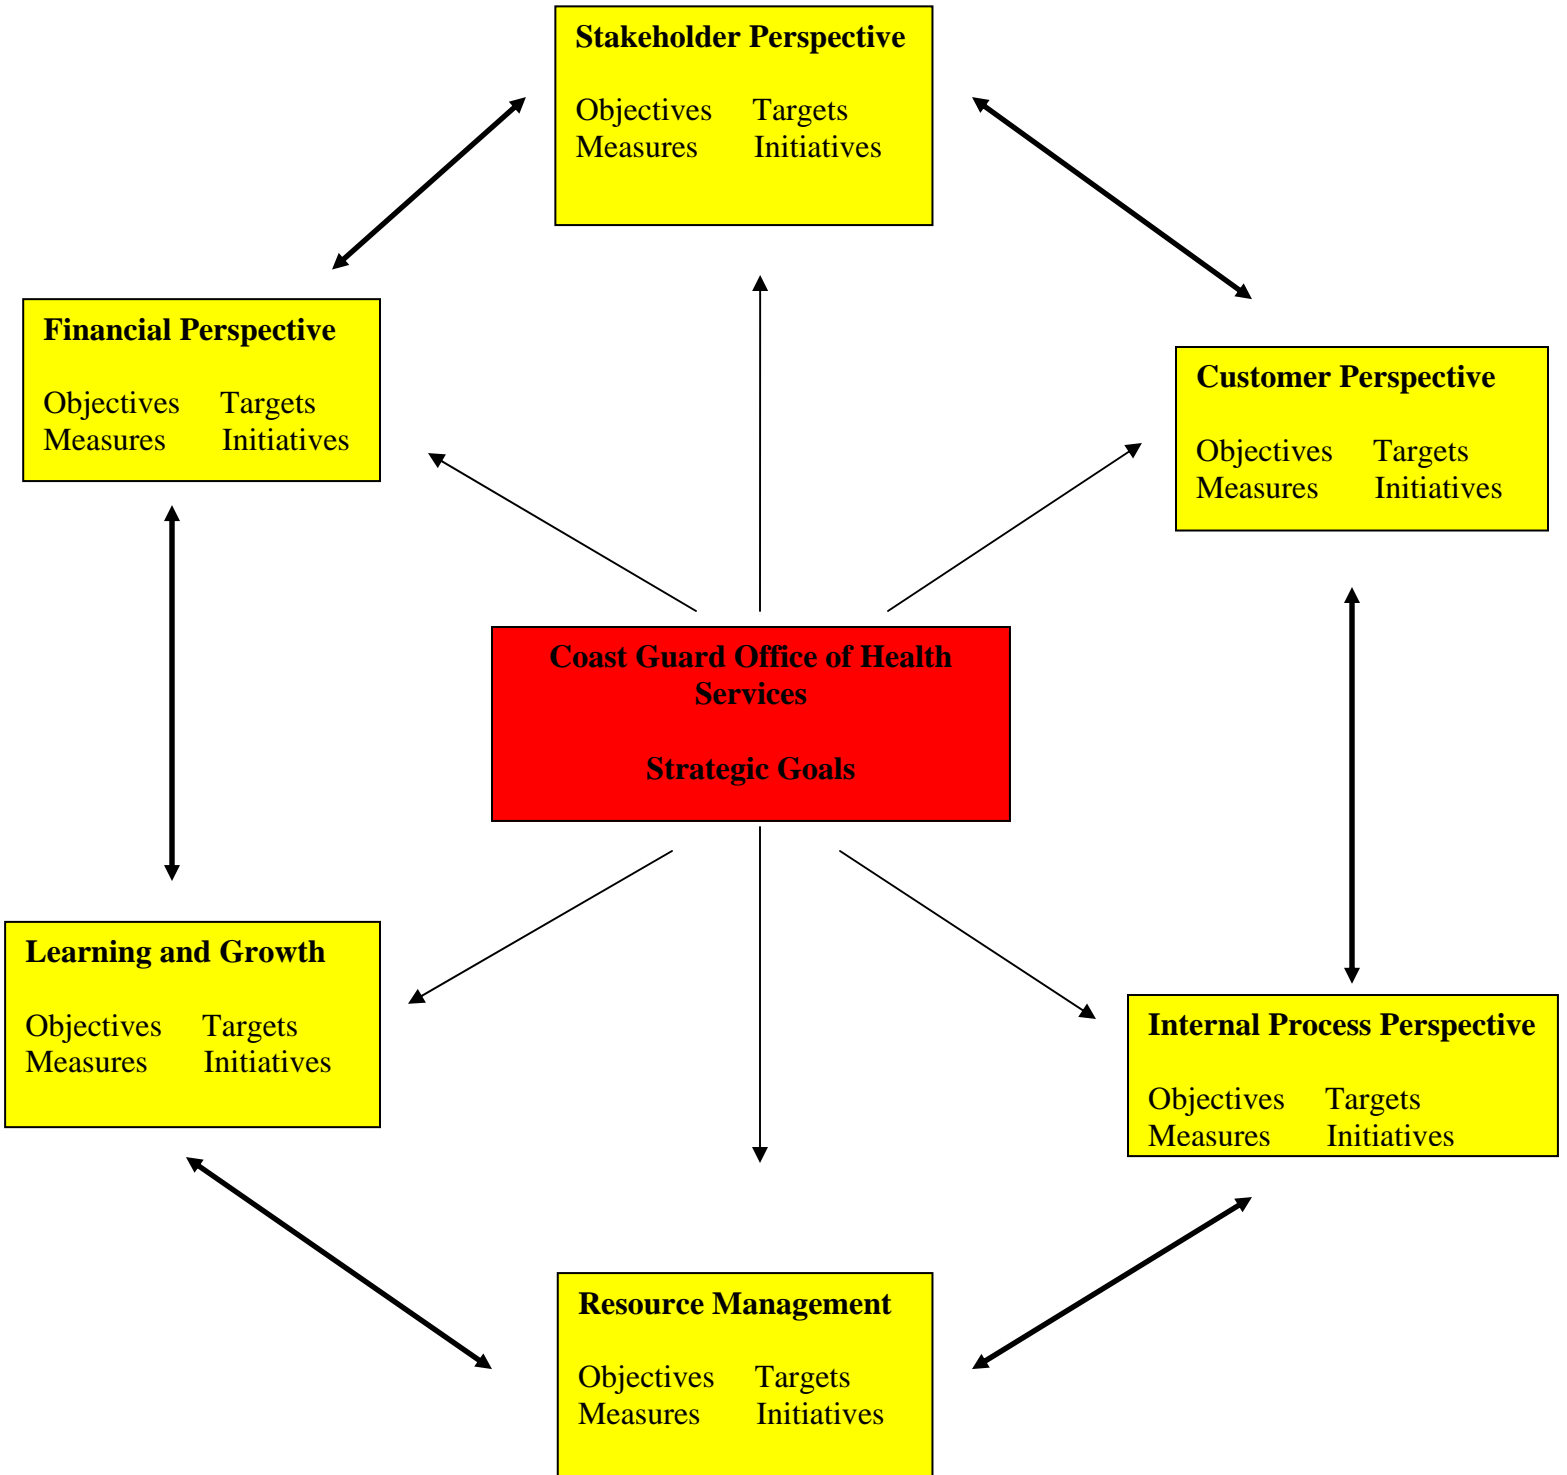 Stakeholder Perspective
Objectives Targets
Measures Initiatives
Financial Perspective
Objectives Targets
Measures Initiatives
Customer Perspective
Objectives Targets
Measures Initiatives
Coast Guard Office of Health
Services
Strategic Goals
Learning and Growth
Objectives Targets
Measures Initiatives
Internal Process Perspective
Objectives Targets
Measures Initiatives
Resource Management
Objectives Targets
Measures Initiatives